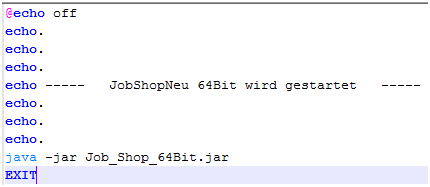 @echo off
echo.
echo.
echo.
echo -----   JobShopNeu 64Bit wird gestartet   -----
echo.
echo.
echo.
java -jar Job_Shop_64Bit.jar
EXIT